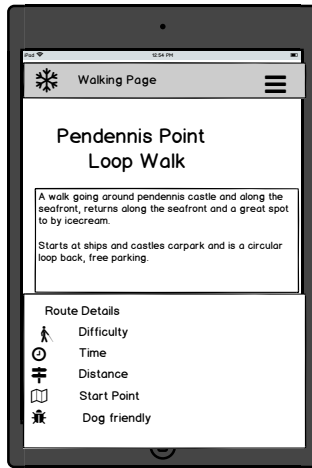 iPad 12:54 PM
Walking Page
Pendennis Point
Loop Walk
A walk going around pendennis castle and along the
seafront, returns along the seafront and a great spot
to by icecream.
Starts at ships and castles carpark and is a circular
loop back, free parking.
Route Details
Difficulty
Time
Distance
Start Point
Dog friendly